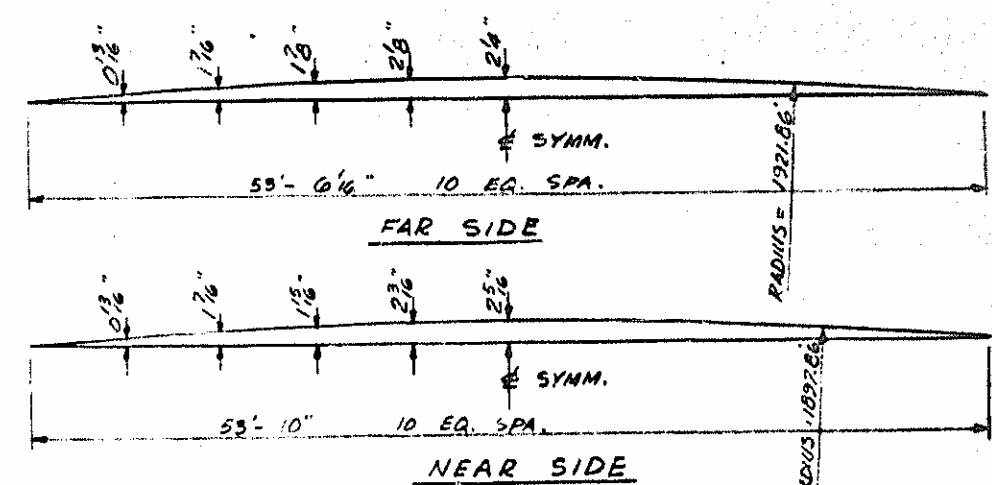 0 13/16" 1 7/16" 1 7/8" 2 1/8" 2 1/4"
℄ SYMM.
53'- 6 1/16" 10 EQ. SPA.
RADIUS = 1921.86'
FAR SIDE
0 13/16" 1 7/16" 1 15/16" 2 3/16" 2 5/16"
℄ SYMM.
53'- 10" 10 EQ. SPA.
RADIUS, 1897.86'
NEAR SIDE